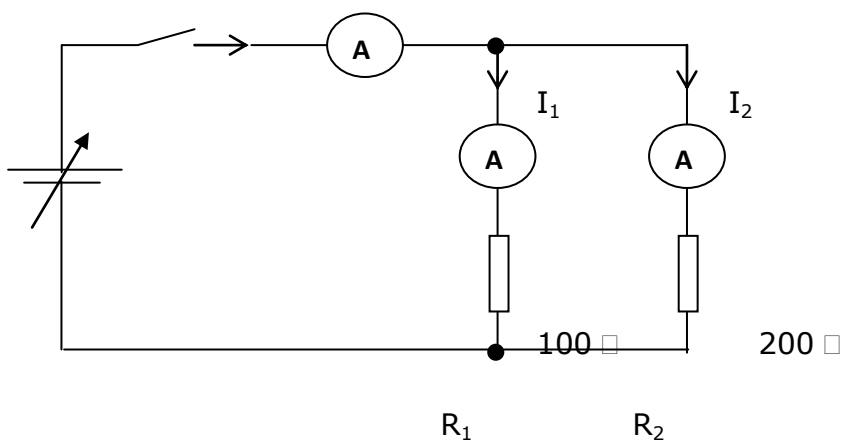 A
I₁ I₂
A A
100 □ 200 □
R₁ R₂